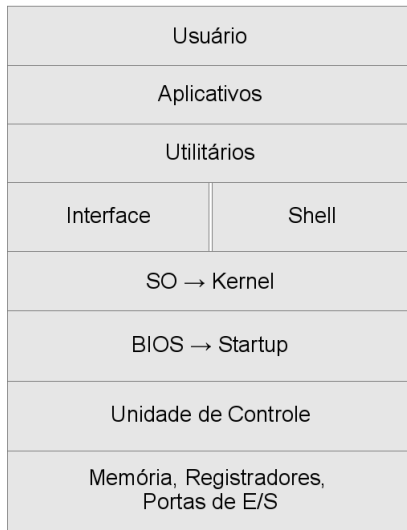 Usuário
Aplicativos
Utilitários
Interface
Shell
SO → Kernel
BIOS → Startup
Unidade de Controle
Memória, Registradores,
Portas de E/S